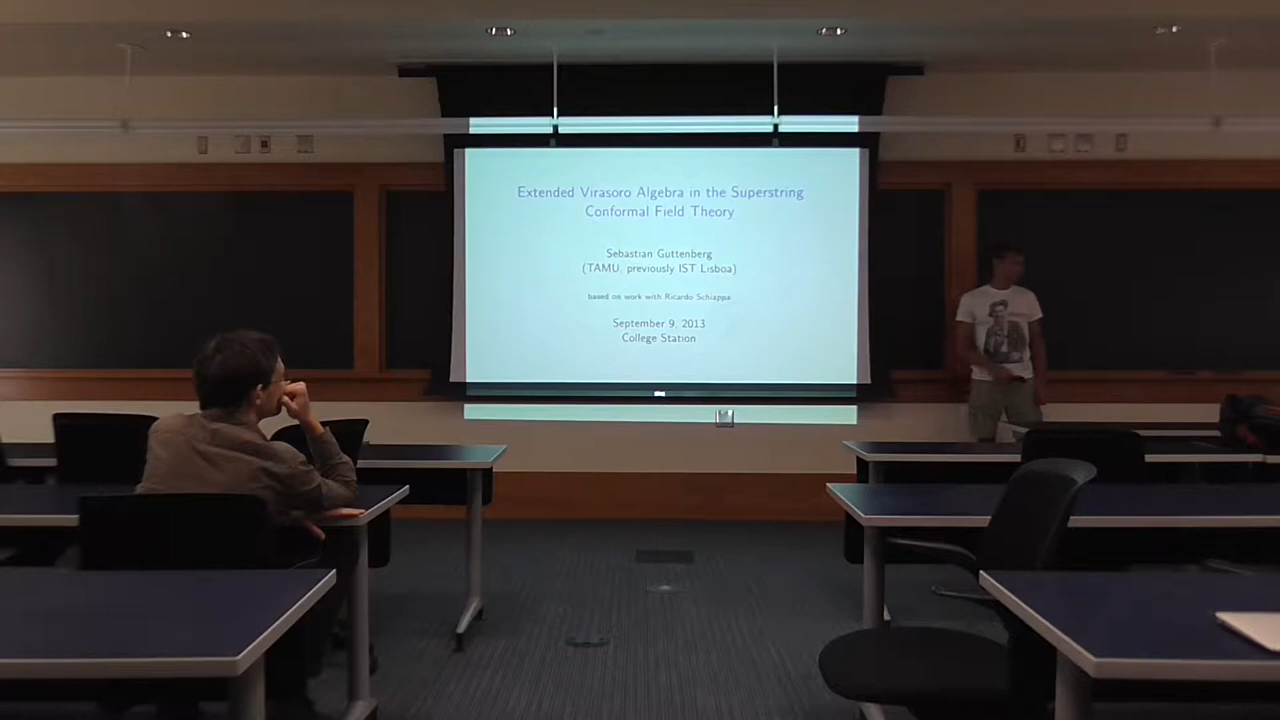 Extended Virasoro Algebra in the Superstring
Conformal Field Theory
Sebastian Guttenberg
(TAMU, previously IST Lisboa)
based on work with Ricardo Schiappa
September 9, 2013
College Station